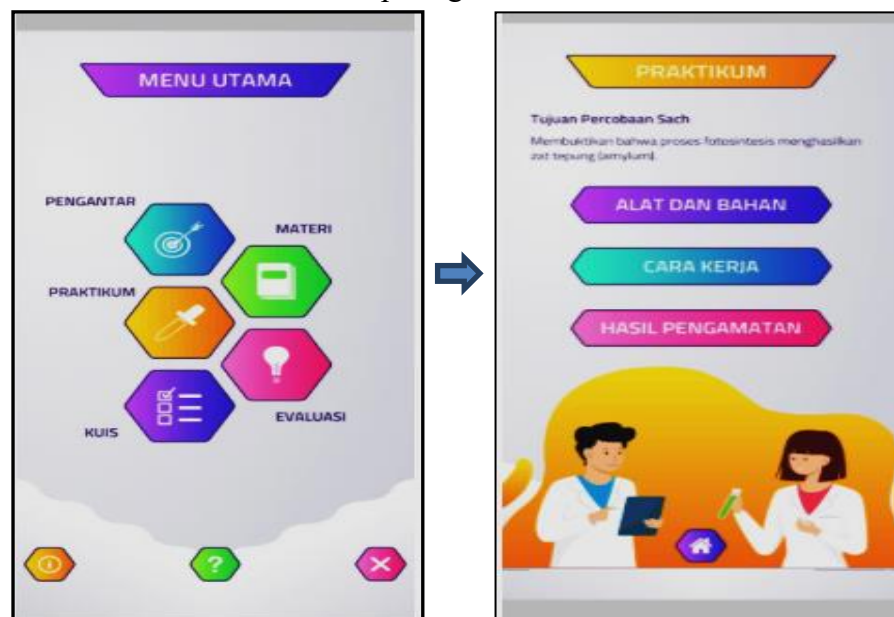 MENU UTAMA
PENGANTAR
MATERI
PRAKTIKUM
EVALUASI
KUIS
?
PRAKTIKUM
Tujuan Percobaan Sach
Membuktikan bahwa proses fotosintesis menghasilkan
zat tepung (amylum).
ALAT DAN BAHAN
CARA KERJA
HASIL PENGAMATAN